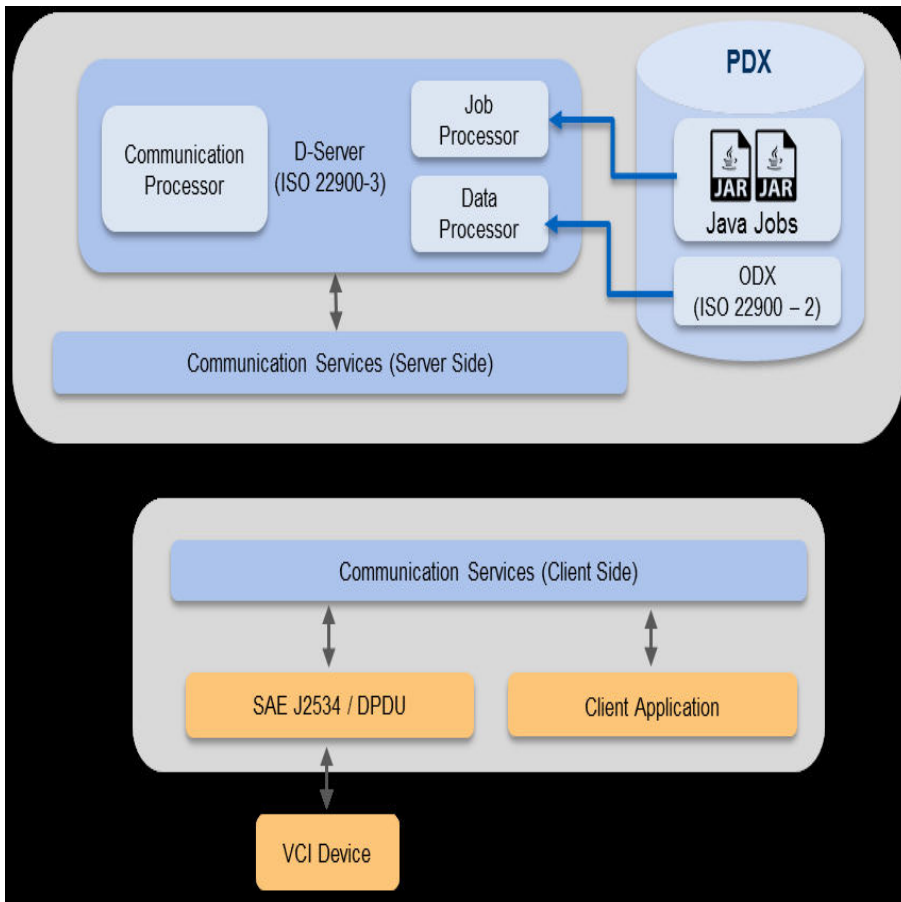 PDX
Communication
Processor
D-Server
(ISO 22900-3)
Job
Processor
Data
Processor
JAR JAR
Java Jobs
ODX
(ISO 22900 – 2)
Communication Services (Server Side)
Communication Services (Client Side)
SAE J2534 / DPDU
Client Application
VCI Device